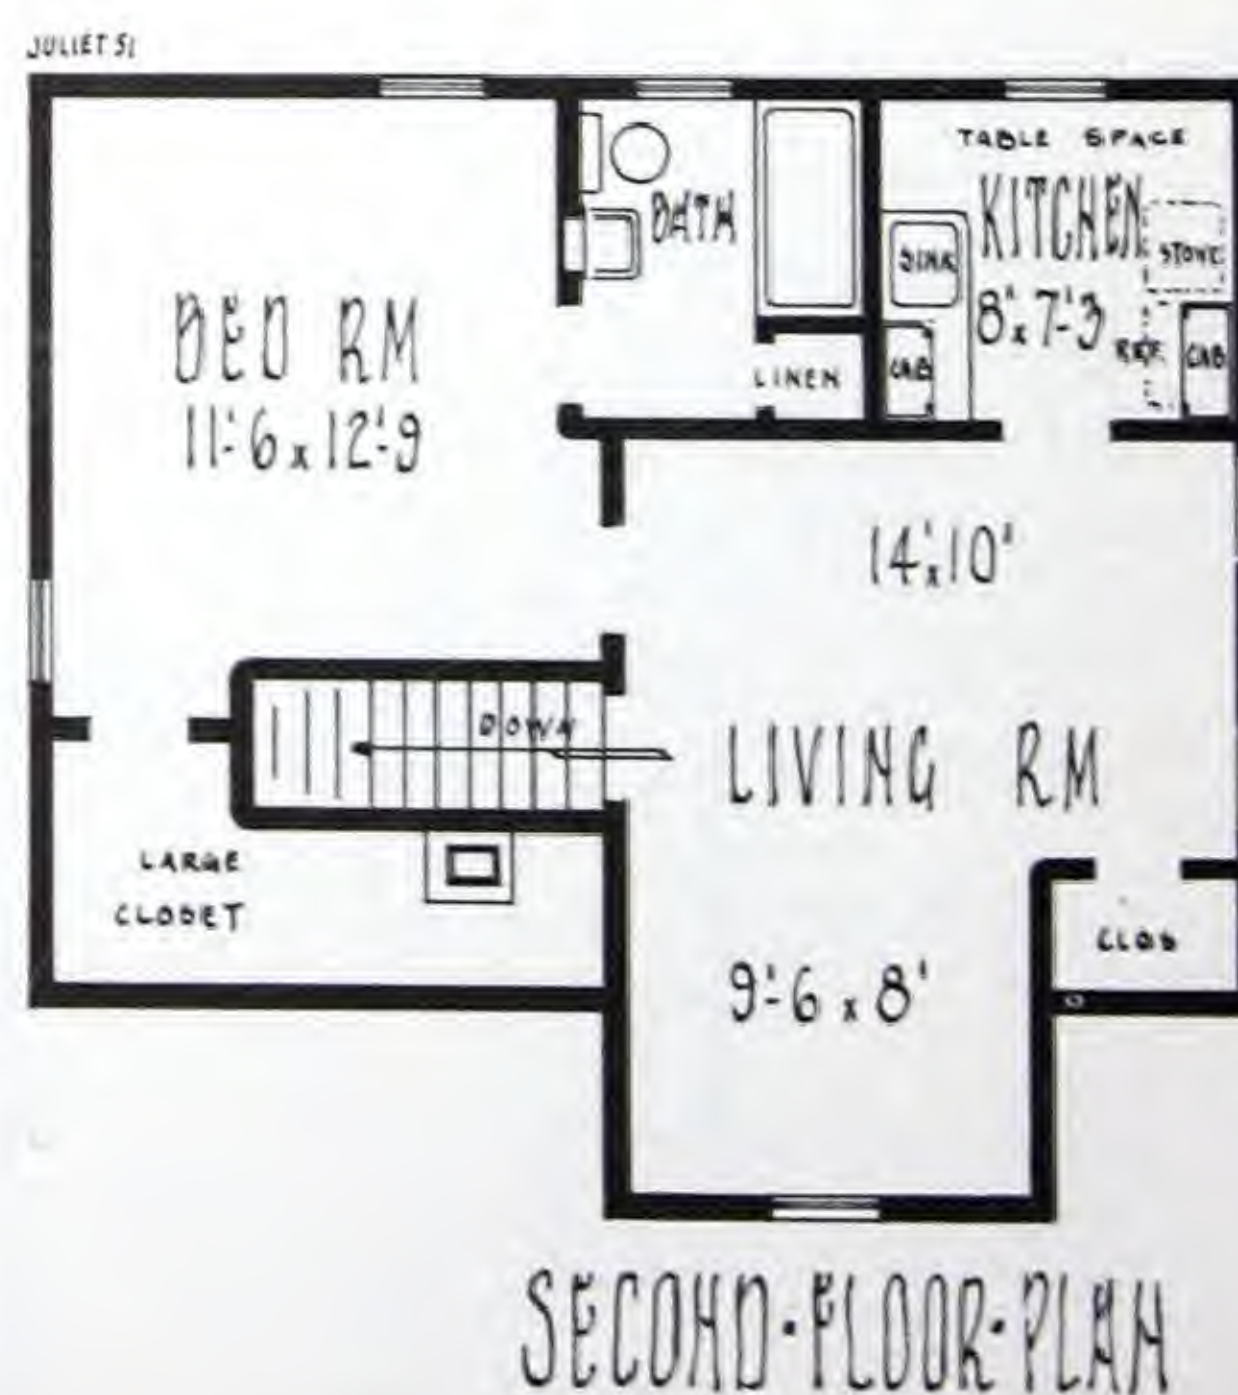 JULIET 51
TABLE SPACE
KITCHEN
8' x 7'-3
SINK
STOVE
CAB
REF.
CAB
BATH
LINEN
BED RM
11'-6 x 12'-9
14' x 10'
DOWN
LIVING RM
LARGE
CLOSET
CLOS
9'-6 x 8'
SECOND·FLOOR·PLAN